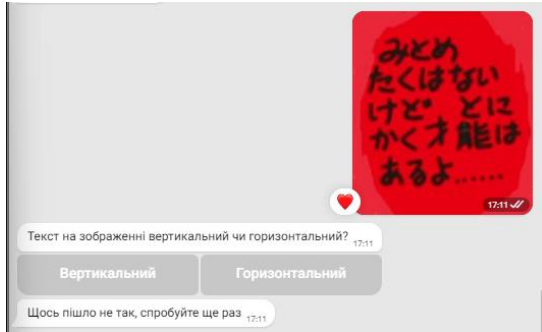 みとめ
たくはない
けど とに
かく才能は
あるよ......
17:11
Текст на зображенні вертикальний чи горизонтальний? 17:11
Вертикальний
Горизонтальний
Щось пішло не так, спробуйте ще раз 17:11